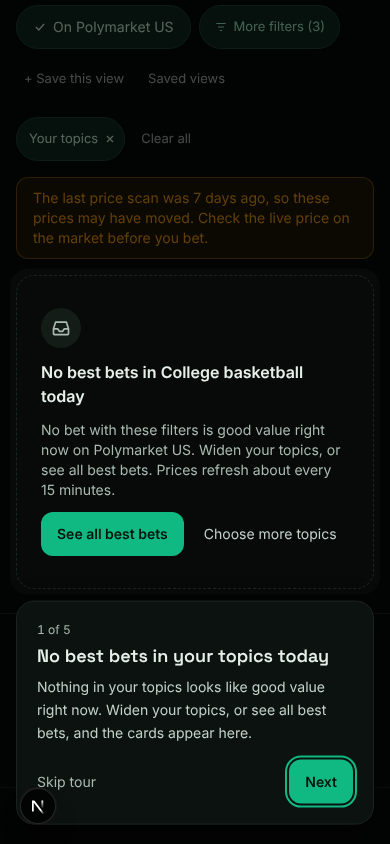 On Polymarket US
More filters (3)
+ Save this view
Saved views
Your topics ×
Clear all
The last price scan was 7 days ago, so these
prices may have moved. Check the live price on
the market before you bet.
No best bets in College basketball
today
No bet with these filters is good value right
now on Polymarket US. Widen your topics, or
see all best bets. Prices refresh about every
15 minutes.
See all best bets
Choose more topics
1 of 5
No best bets in your topics today
Nothing in your topics looks like good value
right now. Widen your topics, or see all best
bets, and the cards appear here.
Skip tour
Next
N